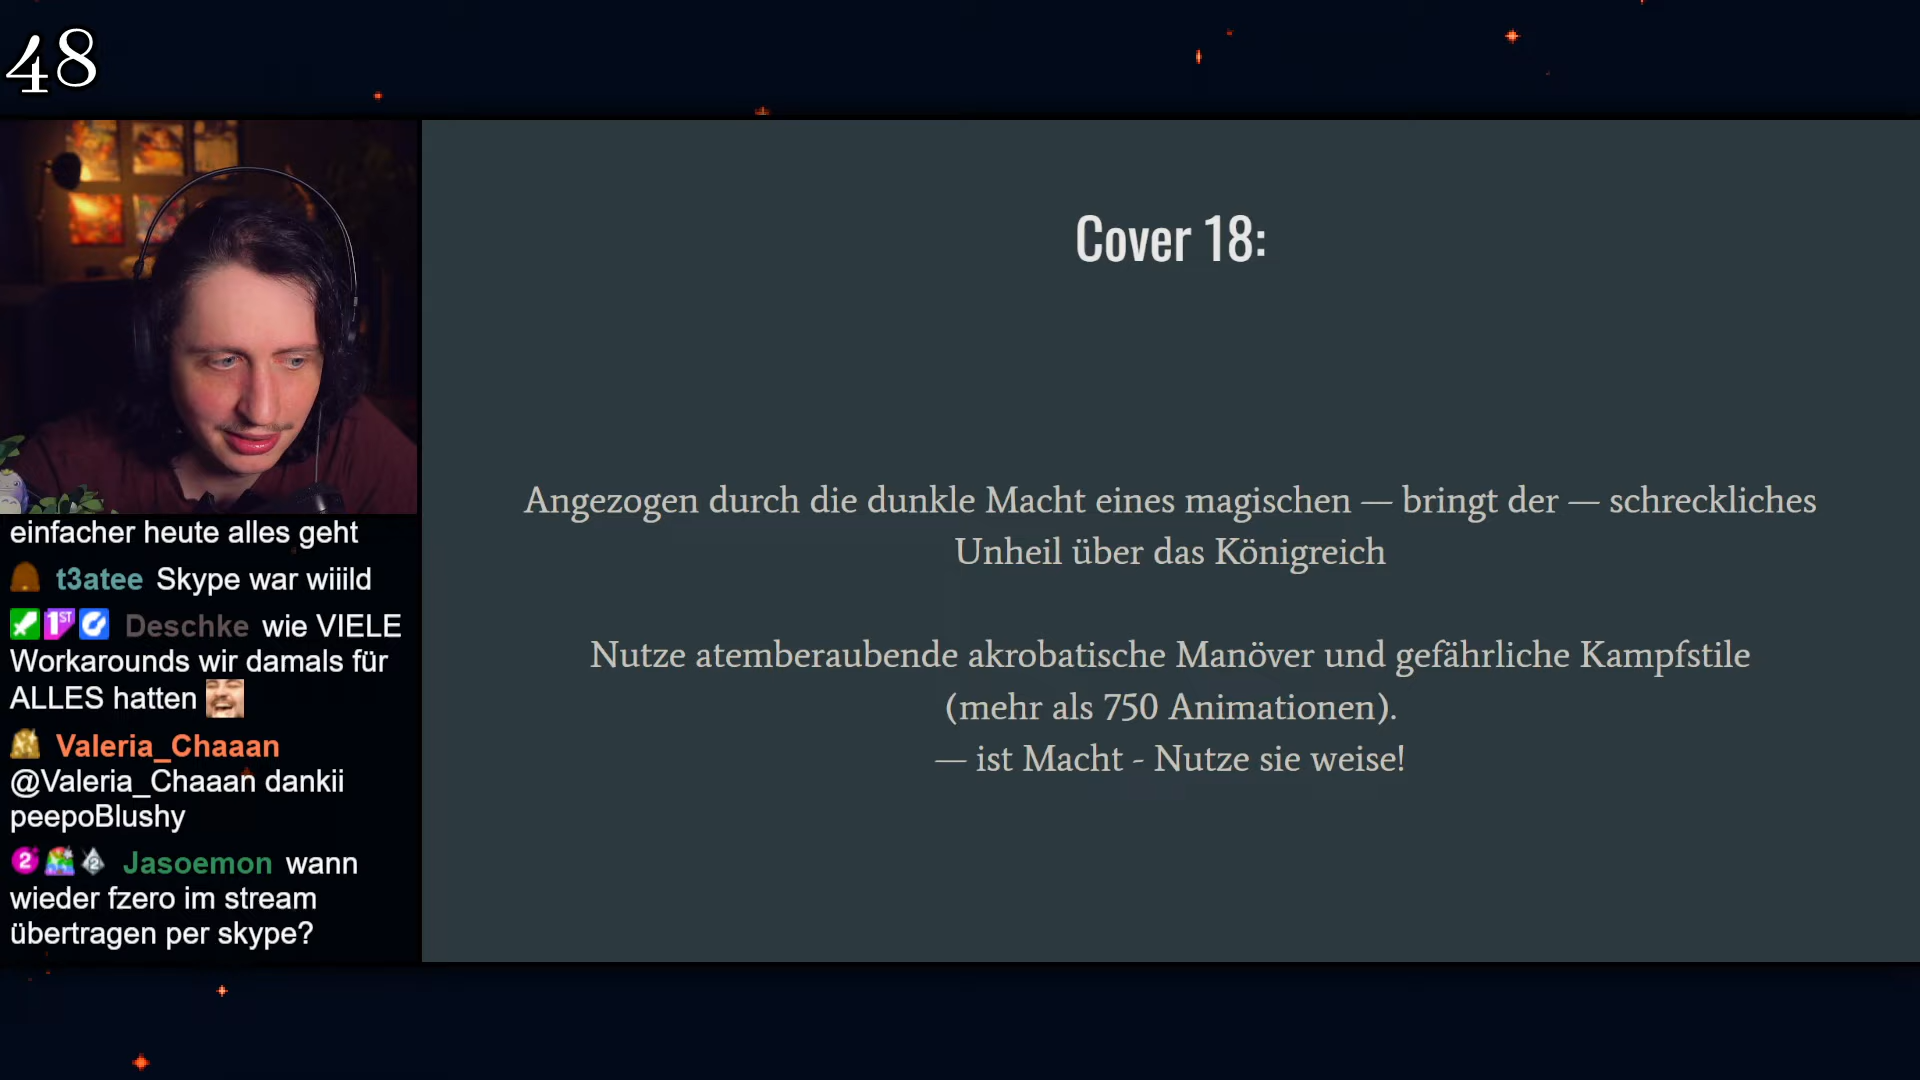 48
Cover 18:
Angezogen durch die dunkle Macht eines magischen — bringt der — schreckliches
Unheil über das Königreich
Nutze atemberaubende akrobatische Manöver und gefährliche Kampfstile
(mehr als 750 Animationen).
— ist Macht - Nutze sie weise!
einfacher heute alles geht
t3atee Skype war wiiild
1ST Deschke wie VIELE
Workarounds wir damals für
ALLES hatten
Valeria_Chaaan
@Valeria_Chaaan dankii
peepoBlushy
2 2 Jasoemon wann
wieder fzero im stream
übertragen per skype?